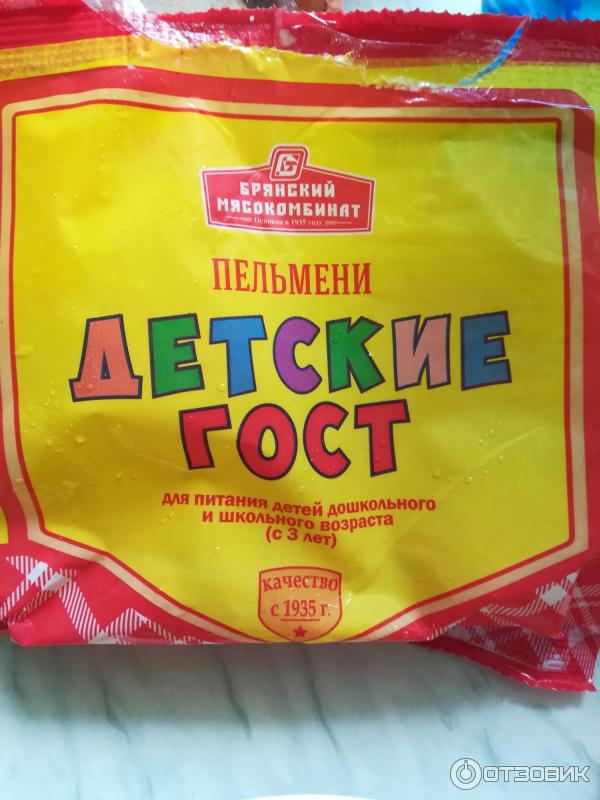 БРЯНСКИЙ
МЯСОКОМБИНАТ
Основан в 1935 году
ПЕЛЬМЕНИ
ДЕТСКИЕ
ГОСТ
для питания детей дошкольного
и школьного возраста
(с 3 лет)
качество
с 1935 г.
ОТЗОВИК